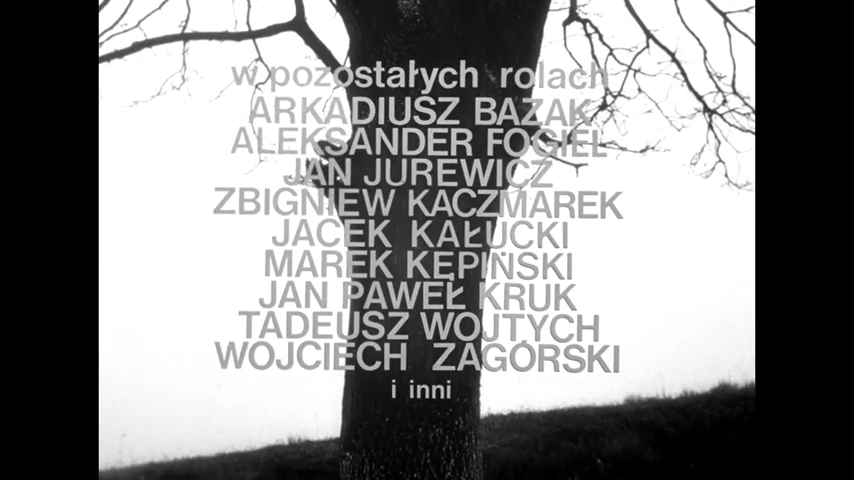 w pozostałych rolach
ARKADIUSZ BAZAK
ALEKSANDER FOGIEL
JAN JUREWICZ
ZBIGNIEW KACZMAREK
JACEK KAŁUCKI
MAREK KĘPIŃSKI
JAN PAWEŁ KRUK
TADEUSZ WOJTYCH
WOJCIECH ZAGÓRSKI
i inni